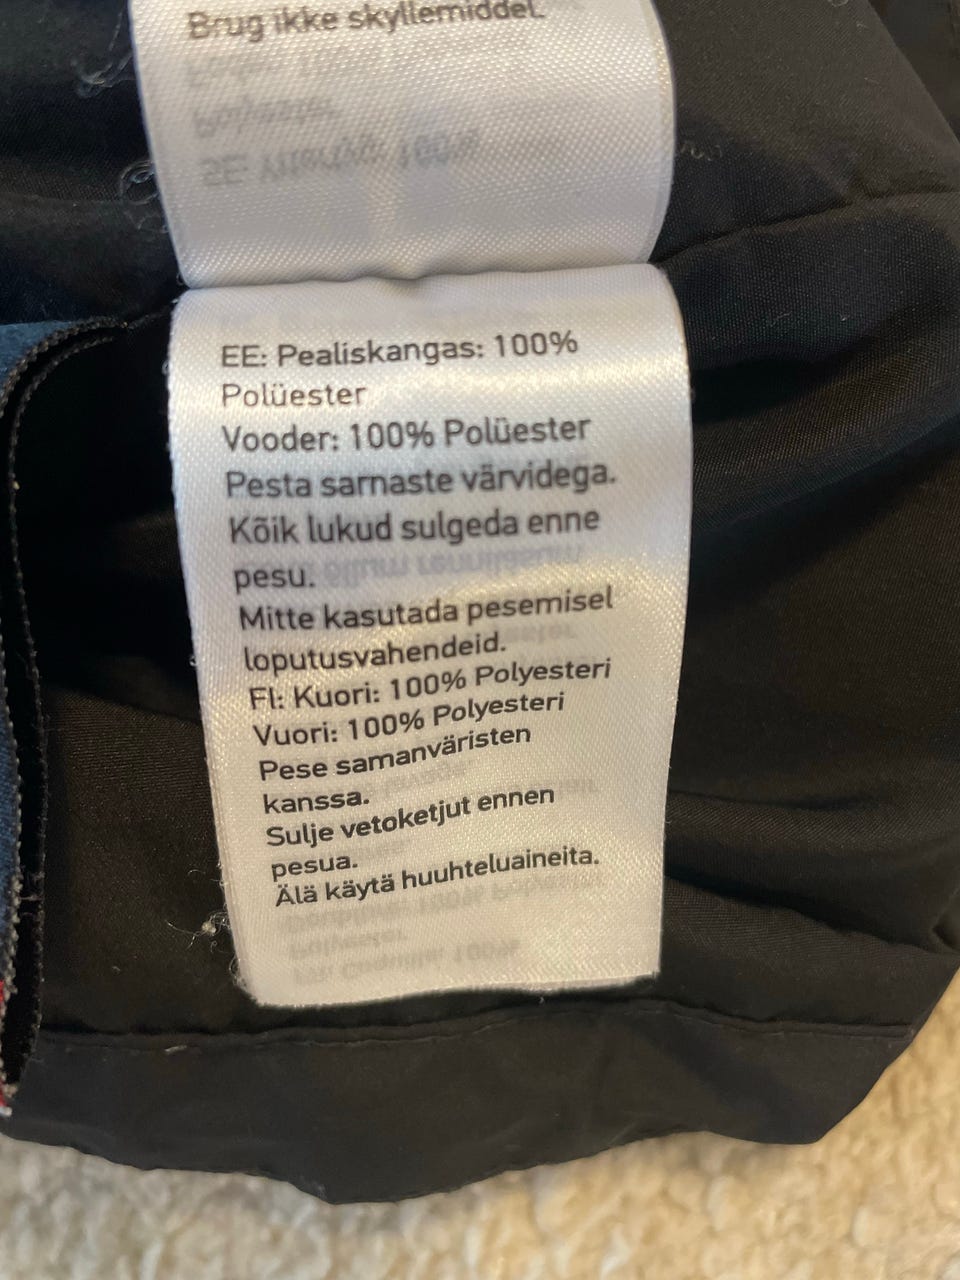 Brug ikke skyllemiddel.
EE: Pealiskangas: 100%
Polüester
Vooder: 100% Polüester
Pesta sarnaste värvidega.
Kõik lukud sulgeda enne
pesu.
Mitte kasutada pesemisel
loputusvahendeid.
FI: Kuori: 100% Polyesteri
Vuori: 100% Polyesteri
Pese samanväristen
kanssa.
Sulje vetoketjut ennen
pesua.
Älä käytä huuhteluaineita.